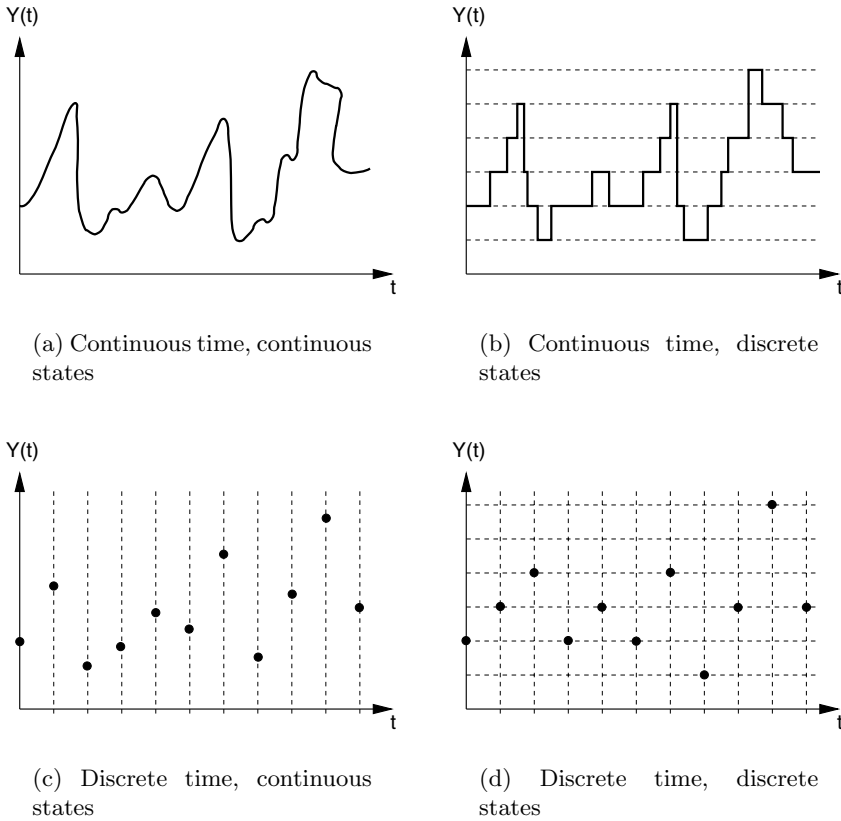 Y(t)
t
(a) Continuous time, continuous
states
Y(t)
t
(b) Continuous time, discrete
states
Y(t)
t
(c) Discrete time, continuous
states
Y(t)
t
(d) Discrete time, discrete
states